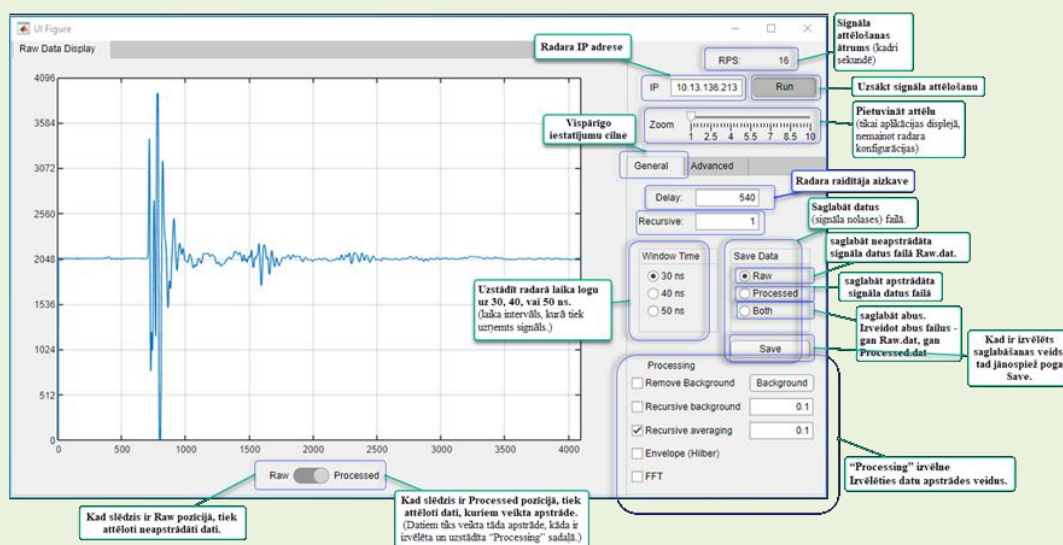 UI Figure
Raw Data Display
Radara IP adrese
RPS: 16
Signāla
attēlošanas
ātrums (kadri
sekundē)
IP 10.13.136.213 Run
Uzsākt signāla attēlošanu
Zoom
1 2.5 4 5.5 7 8.5 10
Pietuvināt attēlu
(tikai aplikācijas displejā,
nemainot radara
konfigurācijas)
Vispārīgo
iestatījumu cilne
General Advanced
Radara raidītāja aizkave
Delay: 540
Recursive: 1
Saglabāt datus
(signāla nolases) failā.
Window Time
30 ns
40 ns
50 ns
Save Data
Raw
Processed
Both
Save
saglabāt neapstrādāta
signāla datus failā Raw.dat.
saglabāt apstrādāta
signāla datus failā
saglabāt abus.
Izveidot abus failus -
gan Raw.dat, gan
Processed.dat
Kad ir izvēlēts
saglabāšanas veids
tad jānospiež poga
Save.
Uzstādīt radarā laika logu
uz 30, 40, vai 50 ns.
(laika intervāls, kurā tiek
uzņemts signāls.)
Processing
Remove Background Background
Recursive background 0.1
Recursive averaging 0.1
Envelope (Hilber)
FFT
"Processing" izvēlne
Izvēlēties datu apstrādes veidus.
4096
3584
3072
2560
2048
1536
1024
512
0
0 500 1000 1500 2000 2500 3000 3500 4000
Raw Processed
Kad slēdzis ir Raw pozīcijā, tiek
attēloti neapstrādāti dati.
Kad slēdzis ir Processed pozīcijā, tiek
attēloti dati, kuriem veikta apstrāde.
(Datiem tiks veikta tāda apstrāde, kāda ir
izvēlēta un uzstādīta "Processing" sadaļā.)